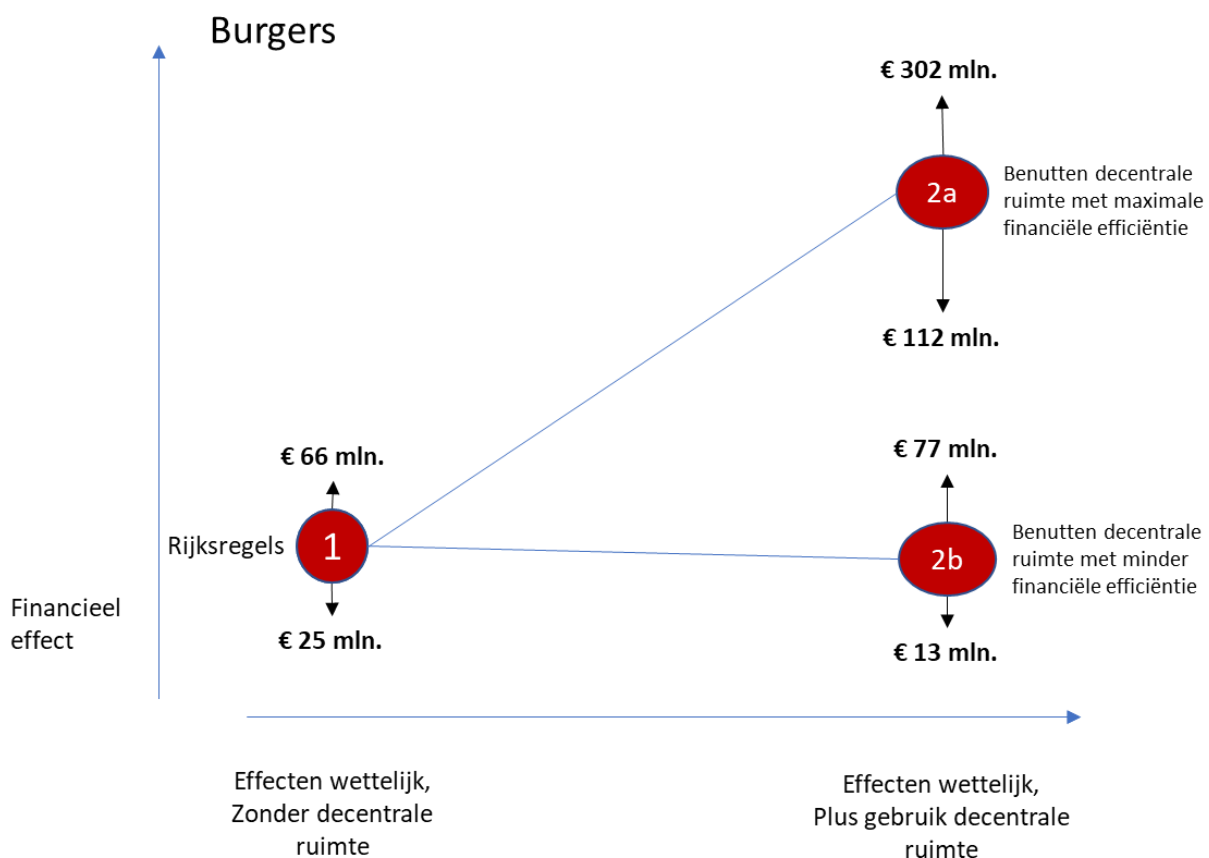 Burgers
€ 302 mln.
2a
Benutten decentrale
ruimte met maximale
financiële efficiëntie
€ 112 mln.
€ 66 mln.
Rijksregels
1
€ 25 mln.
€ 77 mln.
2b
Benutten decentrale
ruimte met minder
financiële efficiëntie
€ 13 mln.
Financieel
effect
Effecten wettelijk,
Zonder decentrale
ruimte
Effecten wettelijk,
Plus gebruik decentrale
ruimte